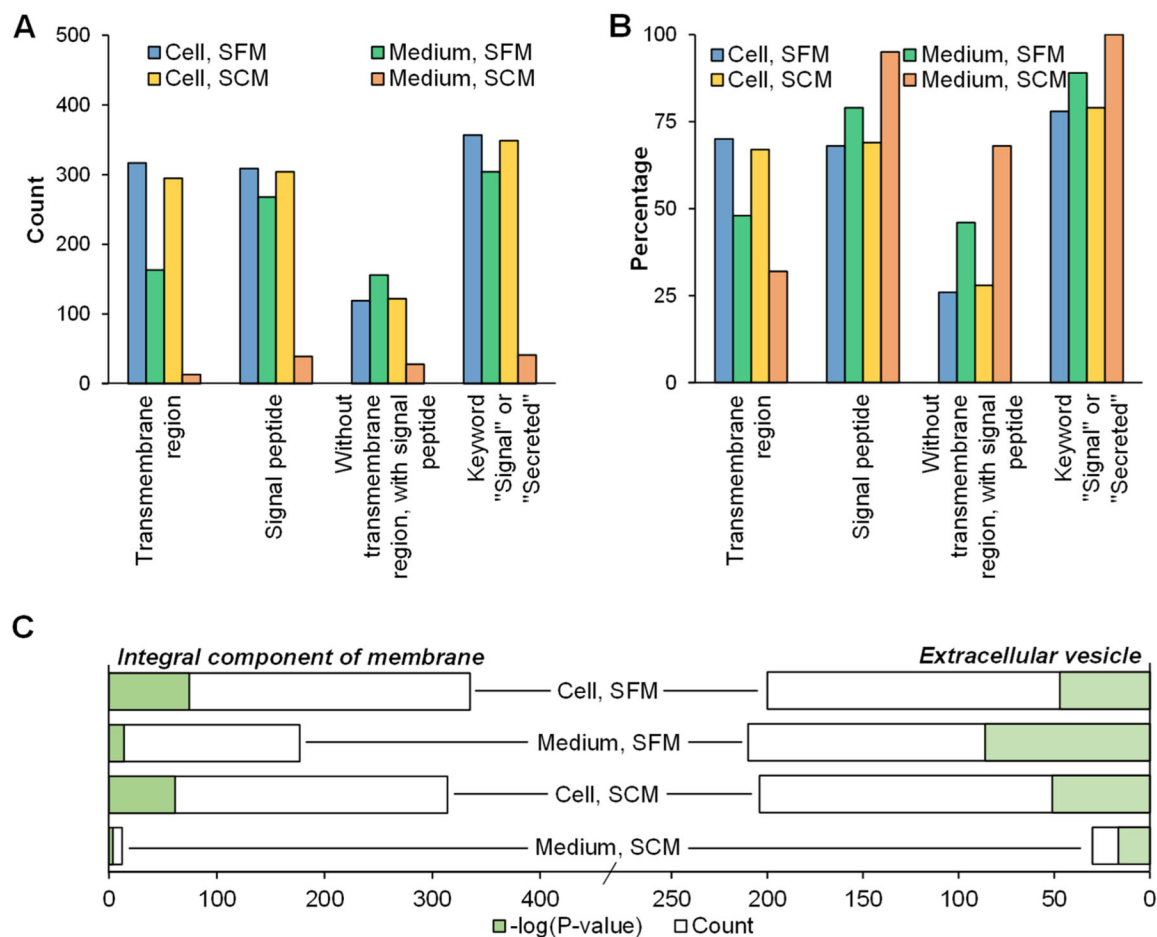 A
500
400
300
200
100
0
Count
Cell, SFM
Medium, SFM
Cell, SCM
Medium, SCM
Transmembrane
region
Signal peptide
Without
transmembrane
region, with signal
peptide
Keyword
"Signal" or
"Secreted"
B
100
75
50
25
0
Percentage
Cell, SFM
Medium, SFM
Cell, SCM
Medium, SCM
Transmembrane
region
Signal peptide
Without
transmembrane
region, with signal
peptide
Keyword
"Signal" or
"Secreted"
C
Integral component of membrane
Extracellular vesicle
Cell, SFM
Medium, SFM
Cell, SCM
Medium, SCM
0 100 200 300 400 250 200 150 100 50 0
-log(P-value) Count